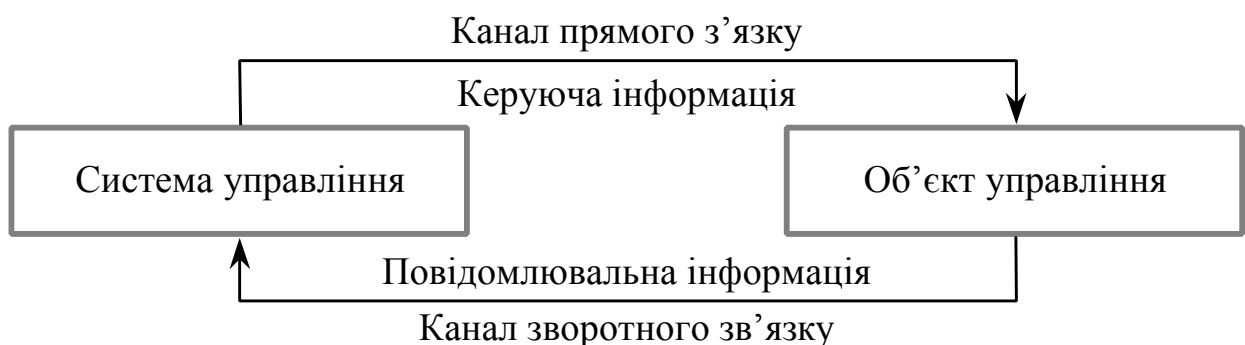 Канал прямого з’язку
Керуюча інформація
Система управління
Об’єкт управління
Повідомлювальна інформація
Канал зворотного зв’язку